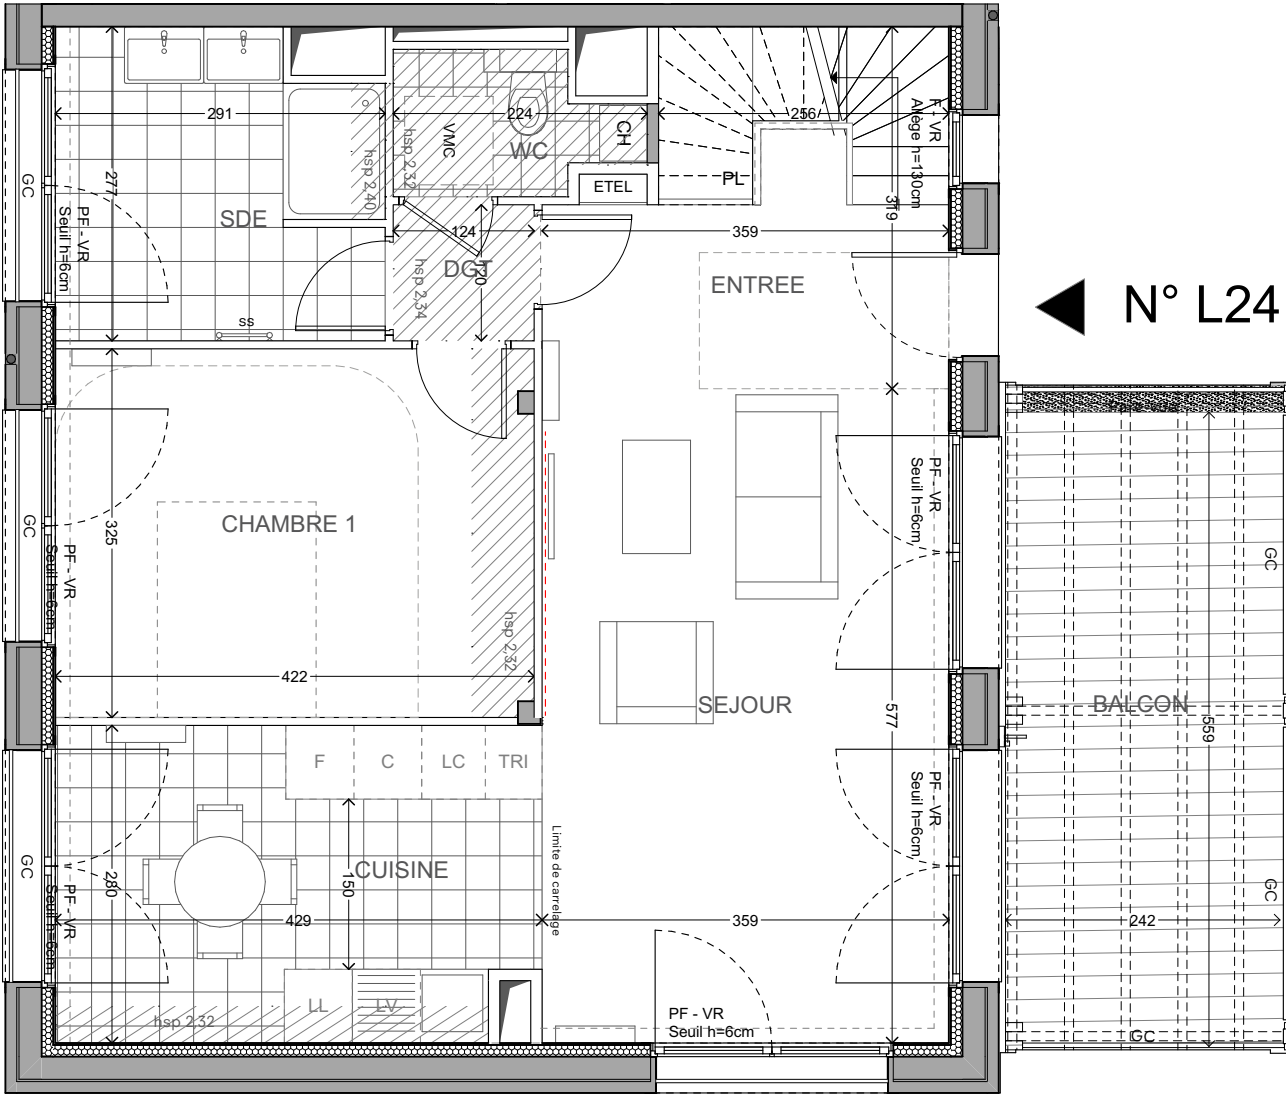 291
224
256
GC
277
PF - VR
Seuil h=6cm
SDE
hsp 2,40
hsp 2,32
VMC
WC
CH
ETEL
PL
F - VR
Allège h=130cm
319
124
DGT
120
hsp 2,34
359
ENTREE
N° L24
ss
GC
PF - VR
Seuil h=6cm
325
CHAMBRE 1
422
hsp 2,32
SEJOUR
PF - VR
Seuil h=6cm
577
BALCON
559
GC
F
C
LC
TRI
PF - VR
Seuil h=6cm
GC
PF - VR
Seuil h=6cm
280
CUISINE
150
429
Limite de carrelage
359
242
GC
hsp 2,32
LL
LV
PF - VR
Seuil h=6cm
GC